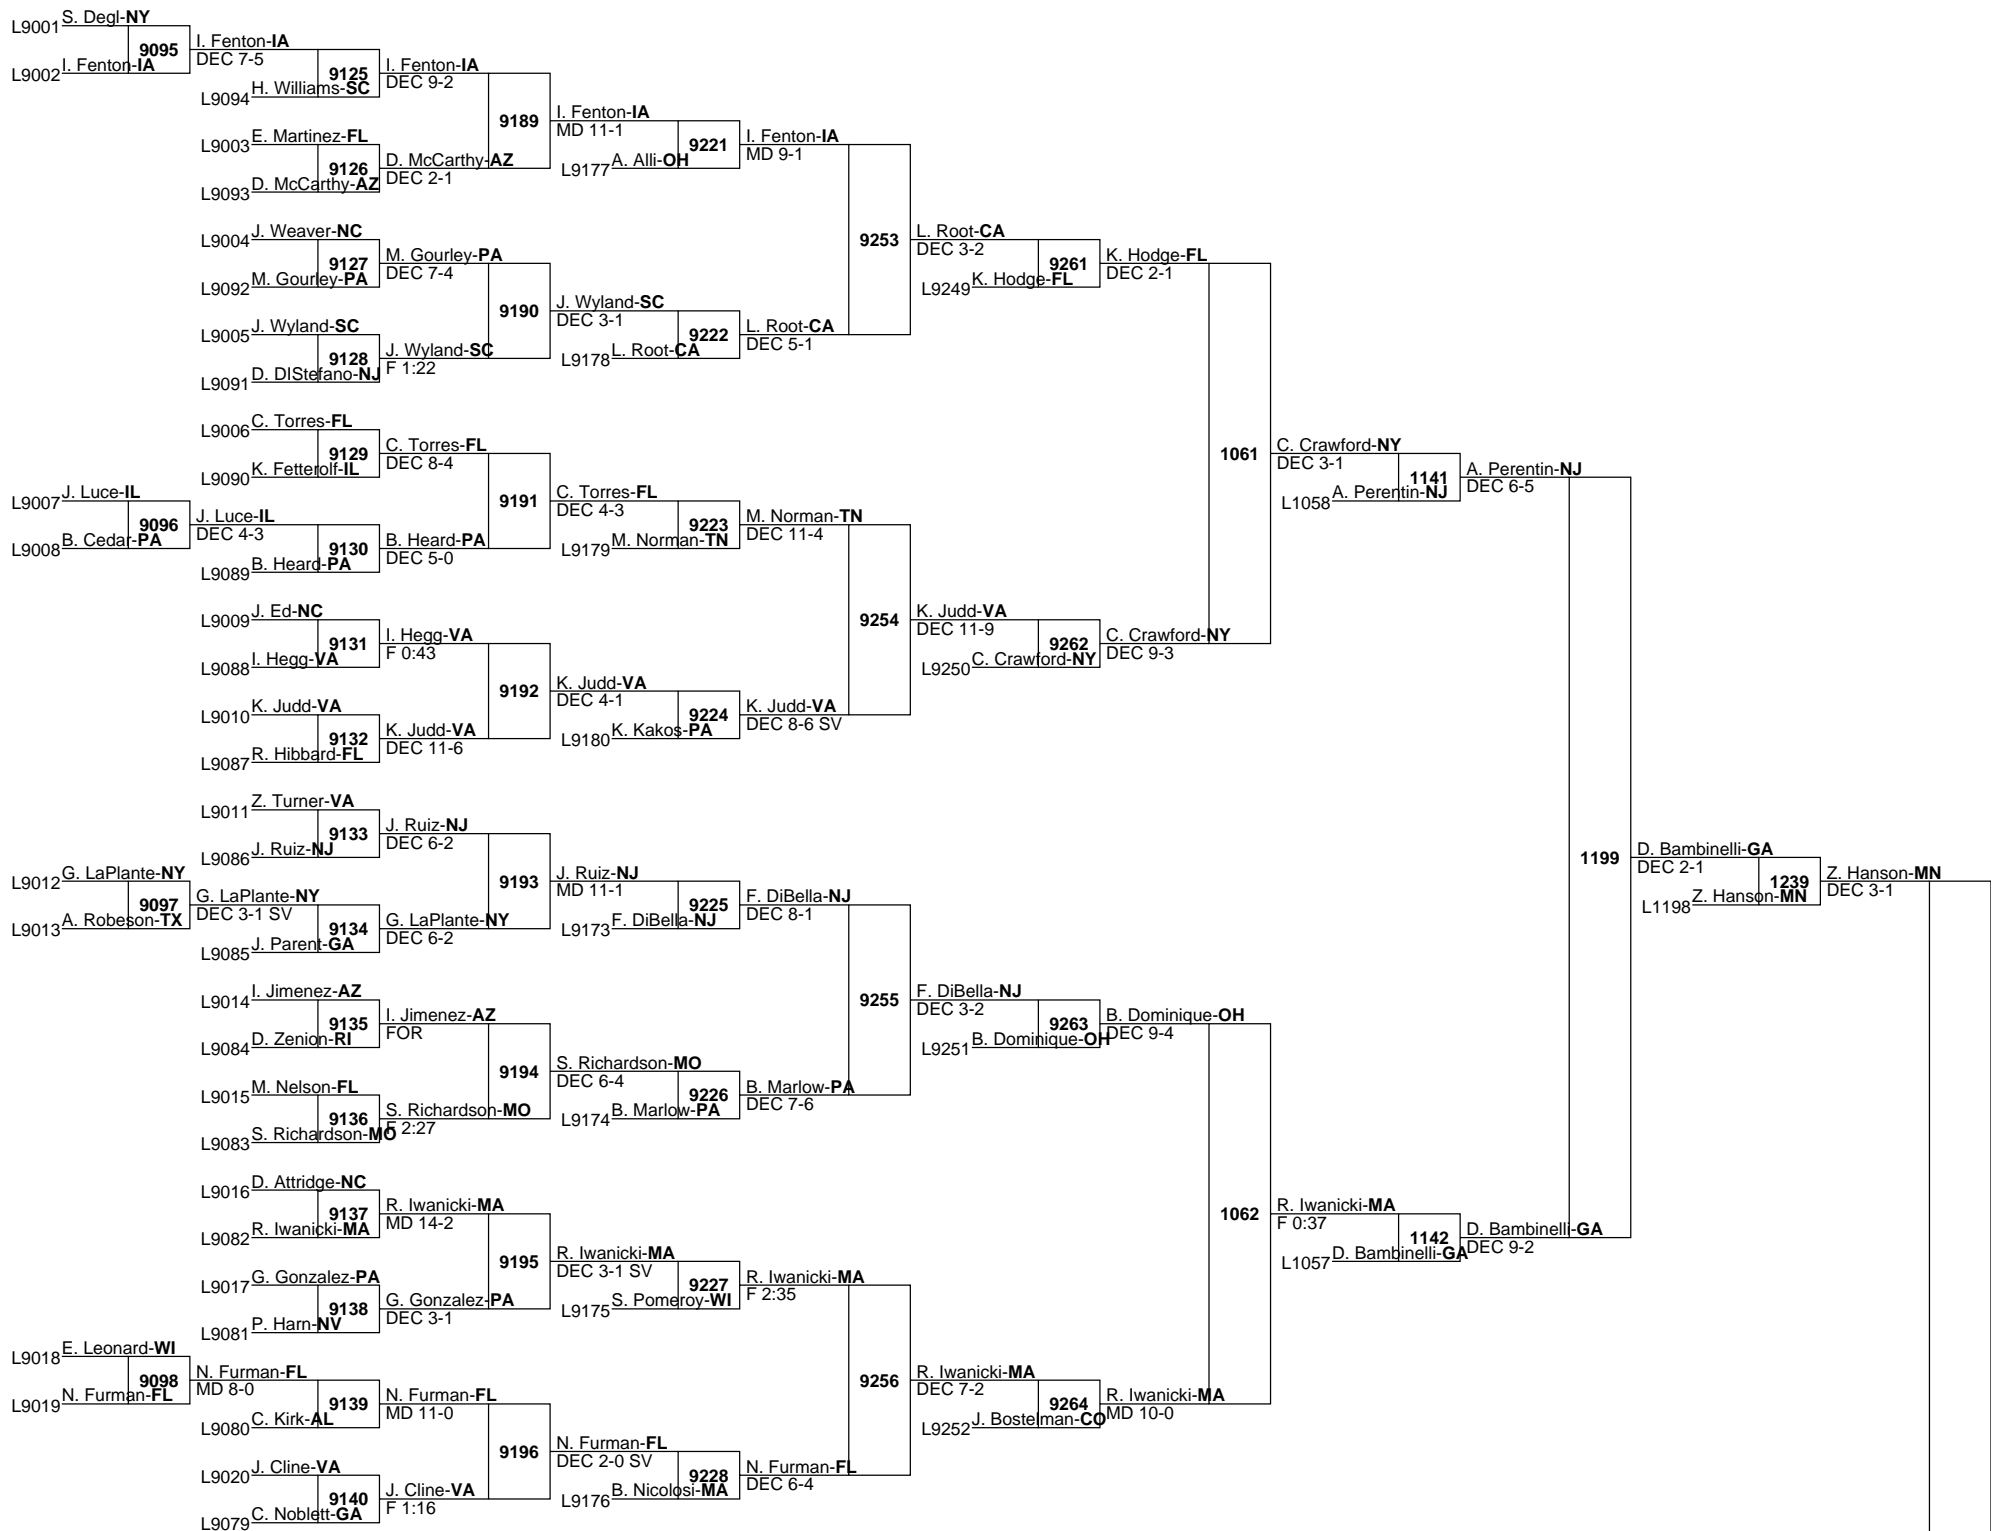 L9001 S. Degl-NY
9095 I. Fenton-IA
L9002 I. Fenton-IA DEC 7-5
9125 I. Fenton-IA
L9094 H. Williams-SC DEC 9-2
9189 I. Fenton-IA
MD 11-1
L9003 E. Martinez-FL
9126 D. McCarthy-AZ
L9093 D. McCarthy-AZ DEC 2-1
9221 I. Fenton-IA
L9177 A. Alli-OH MD 9-1
L9004 J. Weaver-NC
9127 M. Gourley-PA
L9092 M. Gourley-PA DEC 7-4
9253 L. Root-CA
DEC 3-2
9261 K. Hodge-FL
L9249 K. Hodge-FL DEC 2-1
9190 J. Wyland-SC
DEC 3-1
L9005 J. Wyland-SC
9128 J. Wyland-SC
L9091 D. DIStefano-NJ F 1:22
9222 L. Root-CA
L9178 L. Root-CA DEC 5-1
L9006 C. Torres-FL
9129 C. Torres-FL
L9090 K. Fetterolf-IL DEC 8-4
1061 C. Crawford-NY
DEC 3-1
1141 A. Perentin-NJ
L1058 A. Perentin-NJ DEC 6-5
L9007 J. Luce-IL
9096 J. Luce-IL
L9008 B. Cedar-PA DEC 4-3
9191 C. Torres-FL
DEC 4-3
9130 B. Heard-PA
L9089 B. Heard-PA DEC 5-0
9223 M. Norman-TN
L9179 M. Norman-TN DEC 11-4
L9009 J. Ed-NC
9131 I. Hegg-VA
L9088 I. Hegg-VA F 0:43
9254 K. Judd-VA
DEC 11-9
9262 C. Crawford-NY
L9250 C. Crawford-NY DEC 9-3
9192 K. Judd-VA
DEC 4-1
L9010 K. Judd-VA
9132 K. Judd-VA
L9087 R. Hibbard-FL DEC 11-6
9224 K. Judd-VA
L9180 K. Kakos-PA DEC 8-6 SV
L9011 Z. Turner-VA
9133 J. Ruiz-NJ
L9086 J. Ruiz-NJ DEC 6-2
1199 D. Bambinelli-GA
DEC 2-1
1239 Z. Hanson-MN
L1198 Z. Hanson-MN DEC 3-1
L9012 G. LaPlante-NY
9097 G. LaPlante-NY
L9013 A. Robeson-TX DEC 3-1 SV
9193 J. Ruiz-NJ
MD 11-1
9134 G. LaPlante-NY
L9085 J. Parent-GA DEC 6-2
9225 F. DiBella-NJ
L9173 F. DiBella-NJ DEC 8-1
L9014 I. Jimenez-AZ
9135 I. Jimenez-AZ
L9084 D. Zenion-RI FOR
9255 F. DiBella-NJ
DEC 3-2
9263 B. Dominique-OH
L9251 B. Dominique-OH DEC 9-4
9194 S. Richardson-MO
DEC 6-4
L9015 M. Nelson-FL
9136 S. Richardson-MO
L9083 S. Richardson-MO F 2:27
9226 B. Marlow-PA
L9174 B. Marlow-PA DEC 7-6
L9016 D. Attridge-NC
9137 R. Iwanicki-MA
L9082 R. Iwanicki-MA MD 14-2
1062 R. Iwanicki-MA
F 0:37
1142 D. Bambinelli-GA
L1057 D. Bambinelli-GA DEC 9-2
9195 R. Iwanicki-MA
DEC 3-1 SV
L9017 G. Gonzalez-PA
9138 G. Gonzalez-PA
L9081 P. Harn-NV DEC 3-1
9227 R. Iwanicki-MA
L9175 S. Pomeroy-WI F 2:35
L9018 E. Leonard-WI
9098 N. Furman-FL
L9019 N. Furman-FL MD 8-0
9139 N. Furman-FL
L9080 C. Kirk-AL MD 11-0
9256 R. Iwanicki-MA
DEC 7-2
9264 R. Iwanicki-MA
L9252 J. Bostelman-CO MD 10-0
9196 N. Furman-FL
DEC 2-0 SV
L9020 J. Cline-VA
9140 J. Cline-VA
L9079 C. Noblett-GA F 1:16
9228 N. Furman-FL
L9176 B. Nicolosi-MA DEC 6-4